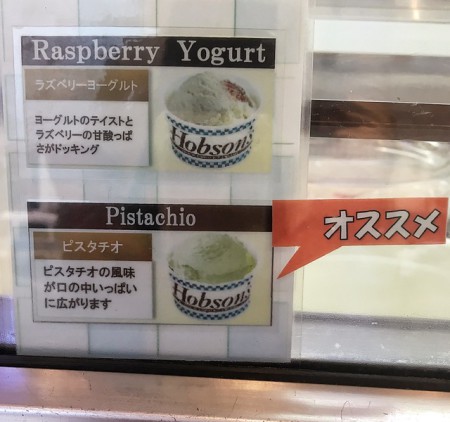 Raspberry Yogurt
ラズベリーヨーグルト
ヨーグルトのテイストと
ラズベリーの甘酸っぱ
さがドッキング
Hobson's
Pistachio
ピスタチオ
ピスタチオの風味
が口の中いっぱい
に広がります
Hobson's
オススメ